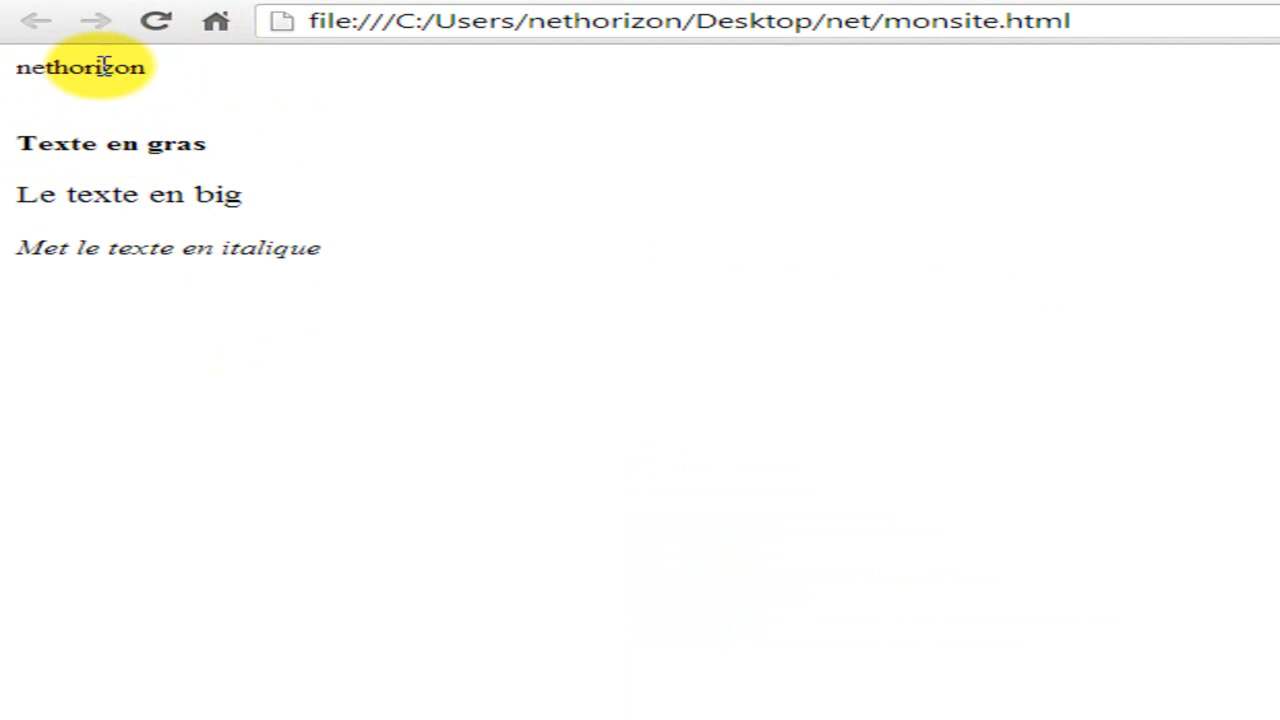 file:///C:/Users/nethorizon/Desktop/net/monsite.html
nethorizon
Texte en gras
Le texte en big
Met le texte en italique